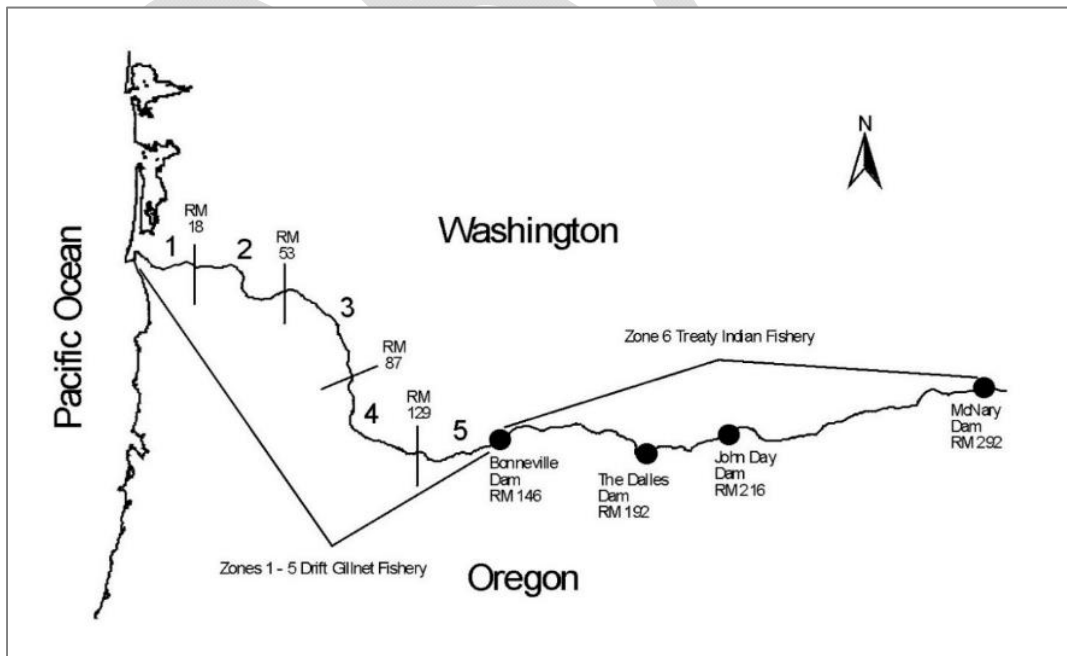 N
RM
18
Washington
1
2
RM
53
3
Pacific Ocean
Zone 6 Treaty Indian Fishery
RM
87
RM
129
4
5
McNary
Dam
RM 292
Bonneville
Dam
RM 146
The Dalles
Dam
RM 192
John Day
Dam
RM 216
Zones 1 - 5 Drift Gillnet Fishery
Oregon